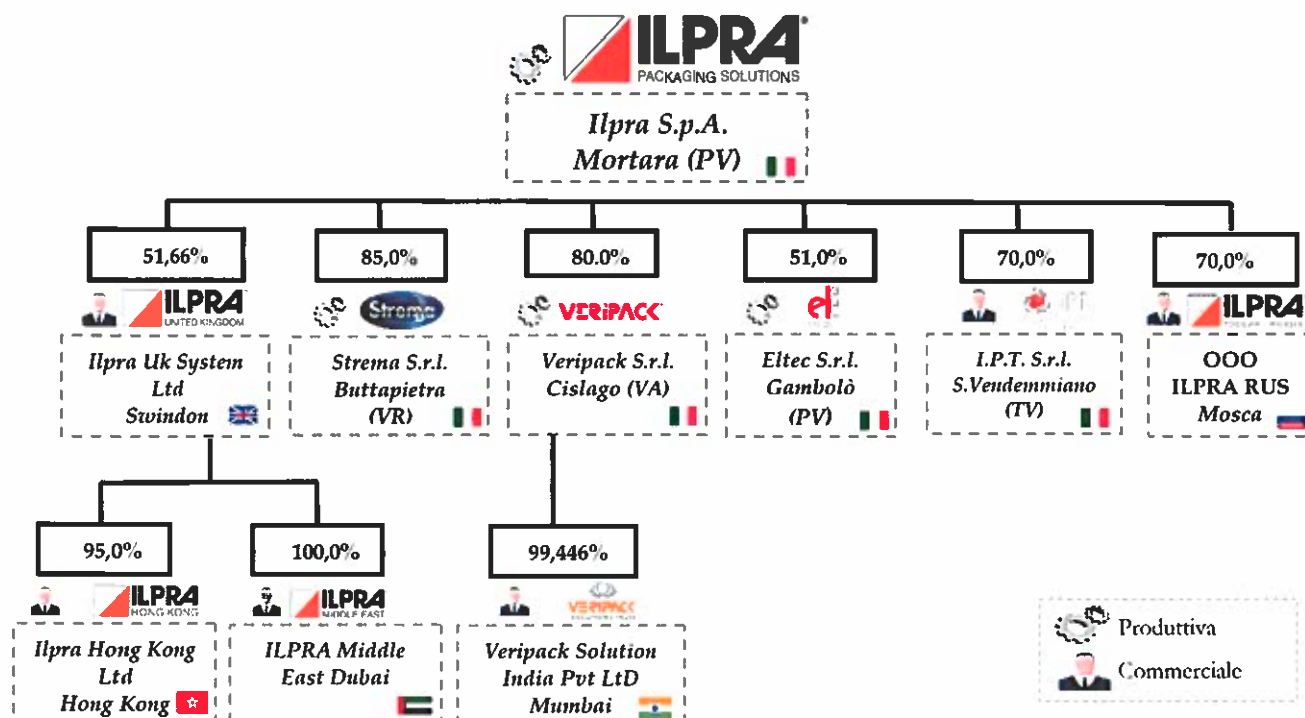 ILPRA
PACKAGING SOLUTIONS
Ilpra S.p.A.
Mortara (PV)
51,66%
85,0%
80.0%
51,0%
70,0%
70,0%
ILPRA
UNITED KINGDOM
Strema
VERIPACK
el
ILPRA
Ilpra Uk System
Ltd
Swindon
Strema S.r.l.
Buttapietra
(VR)
Veripack S.r.l.
Cislago (VA)
Eltec S.r.l.
Gambolò
(PV)
I.P.T. S.r.l.
S.Vendemmiano
(TV)
OOO
ILPRA RUS
Mosca
95,0%
100,0%
99,446%
ILPRA
HONG KONG
ILPRA
MIDDLE EAST
VERIPACK
Ilpra Hong Kong
Ltd
Hong Kong
ILPRA Middle
East Dubai
Veripack Solution
India Pvt LtD
Mumbai
Produttiva
Commerciale